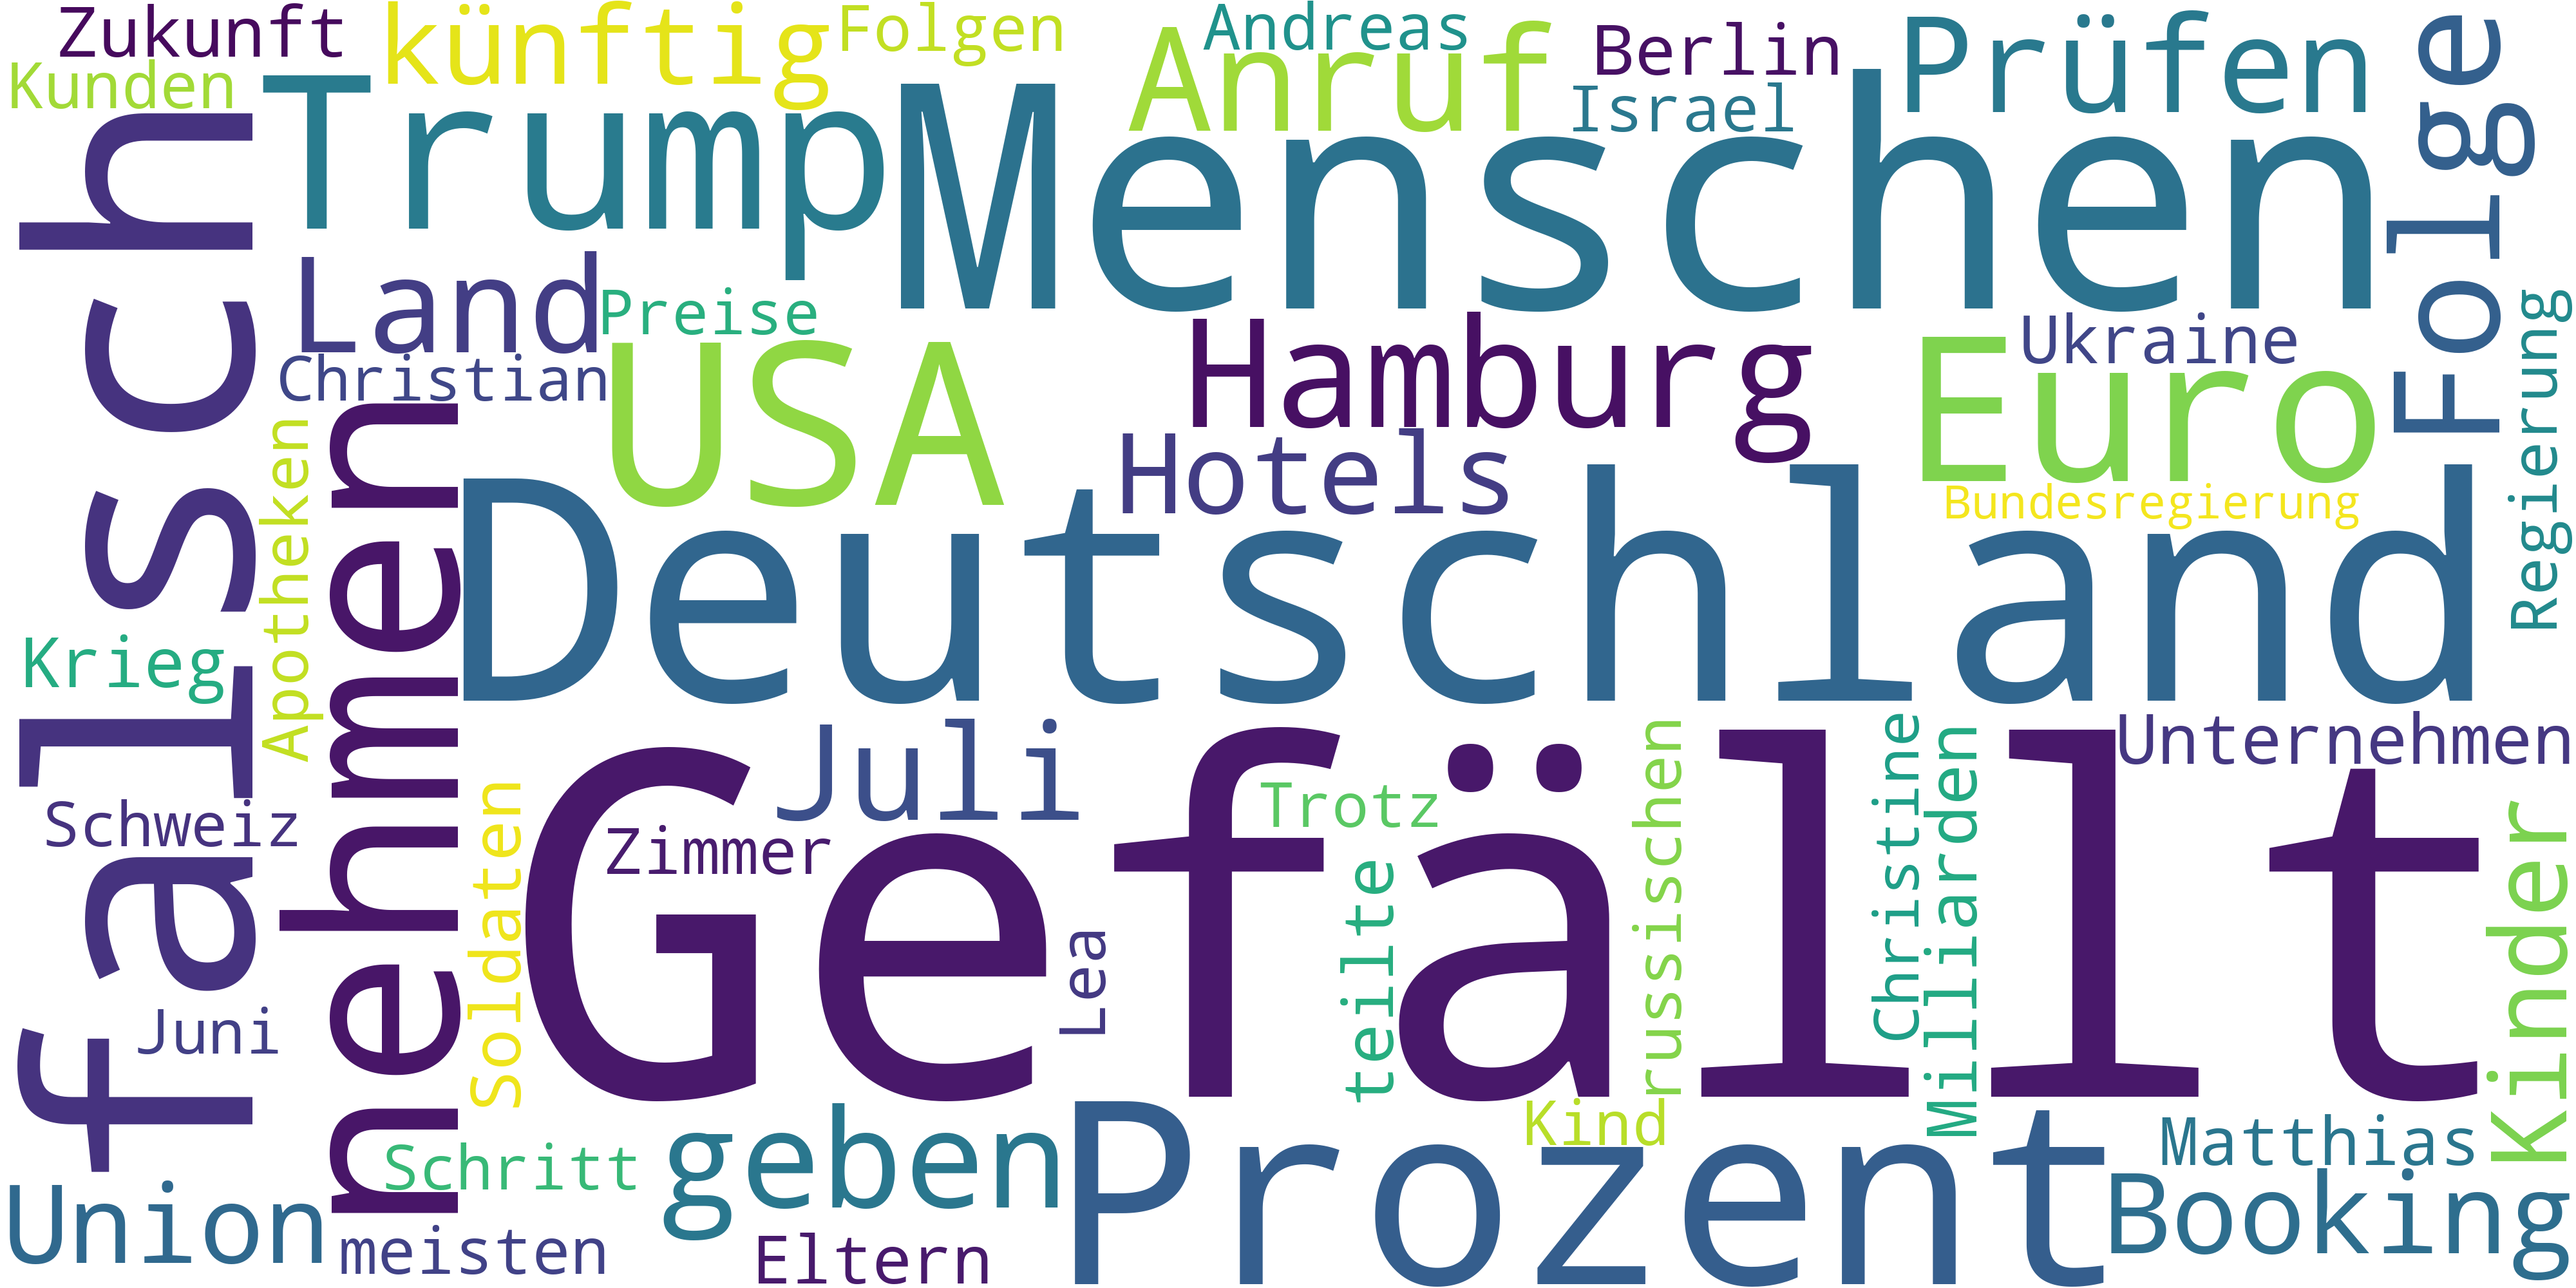 Zukunft
künftig
Folgen
Andreas
Berlin
Prüfen
Folge
Kunden
Trump
Menschen
Anruf
Israel
falsch
Land
Preise
Christian
USA
Hamburg
Euro
Ukraine
Regierung
nehmen
Apotheken
Hotels
Bundesregierung
Deutschland
Krieg
Juli
Gefällt
Unternehmen
Schweiz
Zimmer
Soldaten
Trotz
teilte
russischen
Christine
Milliarden
Kinder
Lea
Juni
Schritt
geben
Prozent
Kind
Matthias
Union
meisten
Eltern
Booking